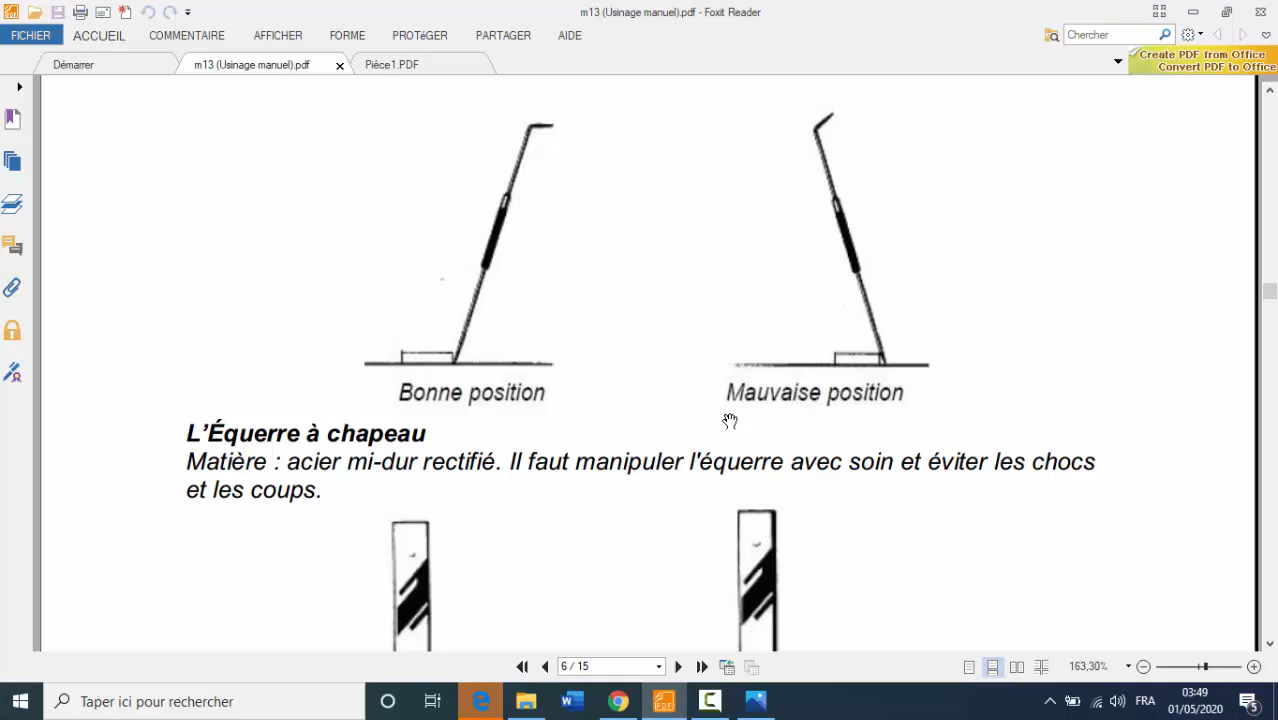 m13 (Usinage manuel).pdf - Foxit Reader
FICHIER ACCUEIL COMMENTAIRE AFFICHER FORME PROTéGER PARTAGER AIDE
Chercher
Démarrer m13 (Usinage manuel).pdf Pièce1.PDF
Create PDF from Office
Convert PDF to Office
Bonne position Mauvaise position
L'Équerre à chapeau
Matière : acier mi-dur rectifié. Il faut manipuler l'équerre avec soin et éviter les chocs
et les coups.
6 / 15
163,30%
Taper ici pour rechercher
PDF
FRA
03:49
01/05/2020
5